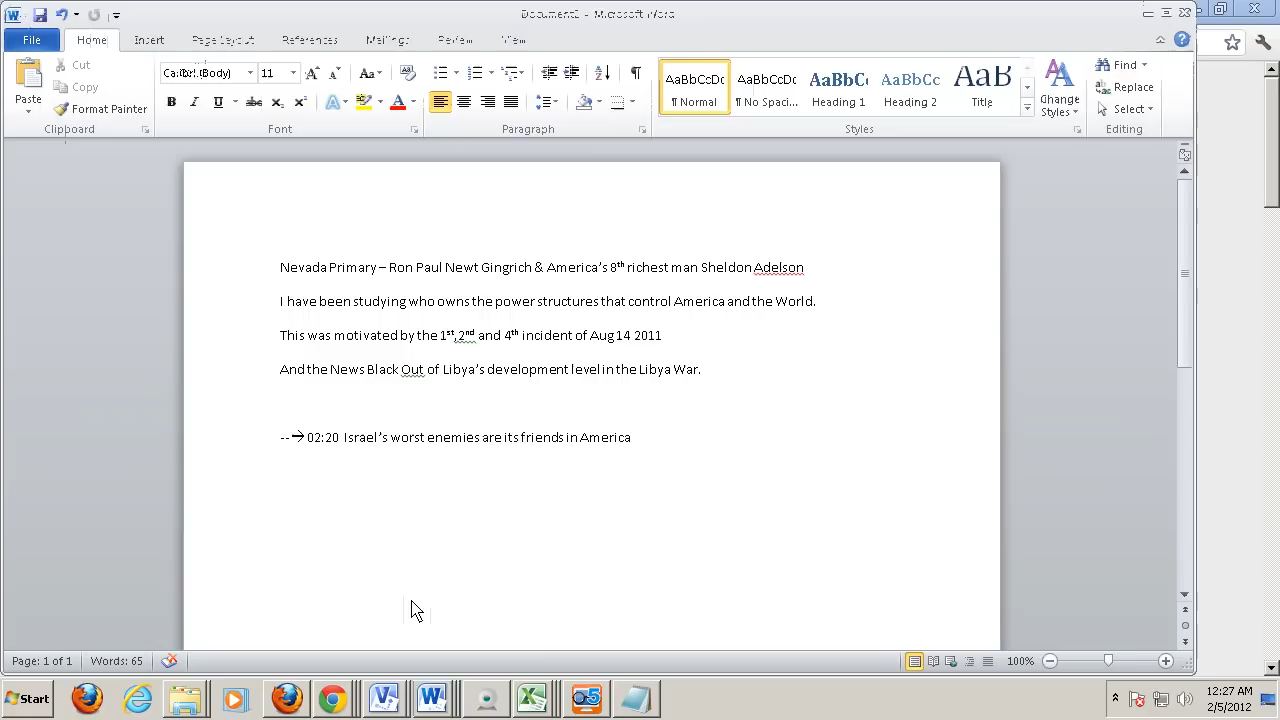 Document2 - Microsoft Word
File Home Insert Page Layout References Mailings Review View
Cut
Copy
Paste Format Painter
Clipboard
Calibri (Body) 11
Font
Paragraph
AaBbCcDc AaBbCcDc AaBbC AaBbCc AaB
¶ Normal ¶ No Spaci... Heading 1 Heading 2 Title
Change Styles
Styles
Find
Replace
Select
Editing
Nevada Primary – Ron Paul Newt Gingrich & America's 8th richest man Sheldon Adelson
I have been studying who owns the power structures that control America and the World.
This was motivated by the 1st,2nd and 4th incident of Aug 14 2011
And the News Black Out of Libya's development level in the Libya War.
--→ 02:20 Israel's worst enemies are its friends in America
Page: 1 of 1 Words: 65 100%
Start 12:27 AM
2/5/2012